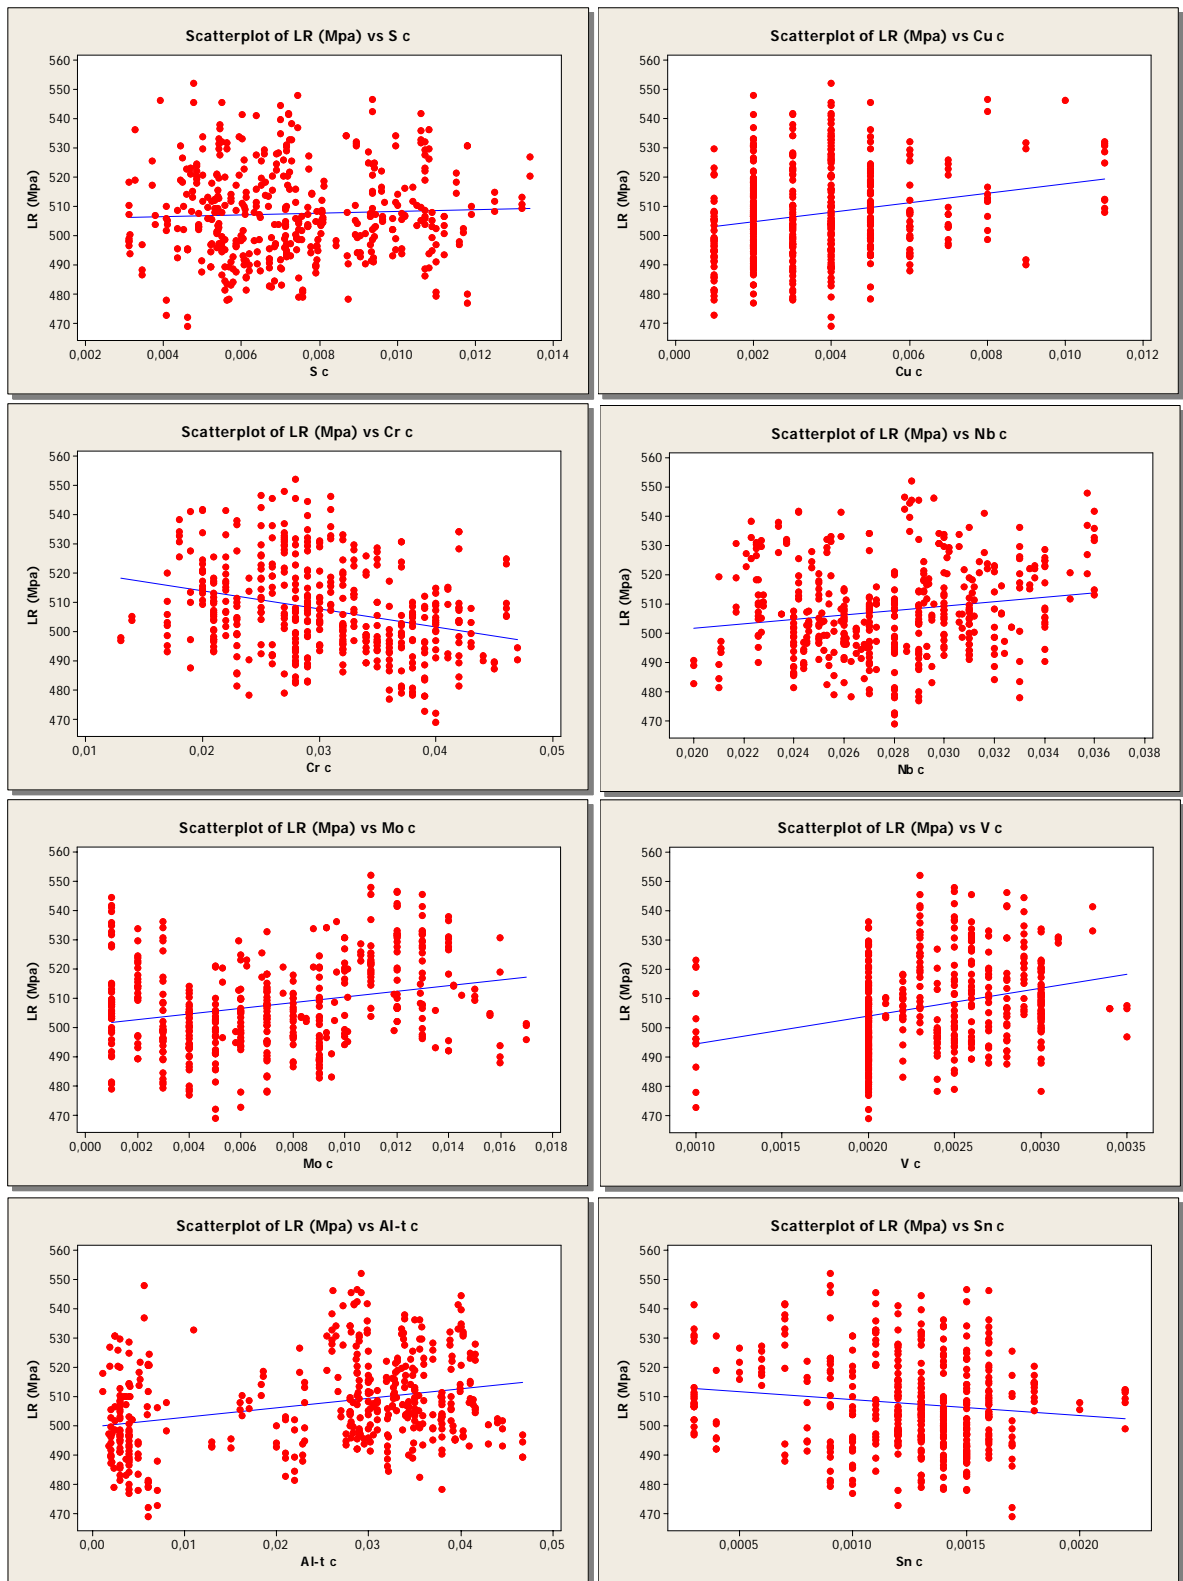 Scatterplot of LR (Mpa) vs S c
LR (Mpa)
560
550
540
530
520
510
500
490
480
470
0,002 0,004 0,006 0,008 0,010 0,012 0,014
S c
Scatterplot of LR (Mpa) vs Cu c
LR (Mpa)
560
550
540
530
520
510
500
490
480
470
0,000 0,002 0,004 0,006 0,008 0,010 0,012
Cu c
Scatterplot of LR (Mpa) vs Cr c
LR (Mpa)
560
550
540
530
520
510
500
490
480
470
0,01 0,02 0,03 0,04 0,05
Cr c
Scatterplot of LR (Mpa) vs Nb c
LR (Mpa)
560
550
540
530
520
510
500
490
480
470
0,020 0,022 0,024 0,026 0,028 0,030 0,032 0,034 0,036 0,038
Nb c
Scatterplot of LR (Mpa) vs Mo c
LR (Mpa)
560
550
540
530
520
510
500
490
480
470
0,000 0,002 0,004 0,006 0,008 0,010 0,012 0,014 0,016 0,018
Mo c
Scatterplot of LR (Mpa) vs V c
LR (Mpa)
560
550
540
530
520
510
500
490
480
470
0,0010 0,0015 0,0020 0,0025 0,0030 0,0035
V c
Scatterplot of LR (Mpa) vs Al-t c
LR (Mpa)
560
550
540
530
520
510
500
490
480
470
0,00 0,01 0,02 0,03 0,04 0,05
Al-t c
Scatterplot of LR (Mpa) vs Sn c
LR (Mpa)
560
550
540
530
520
510
500
490
480
470
0,0005 0,0010 0,0015 0,0020
Sn c